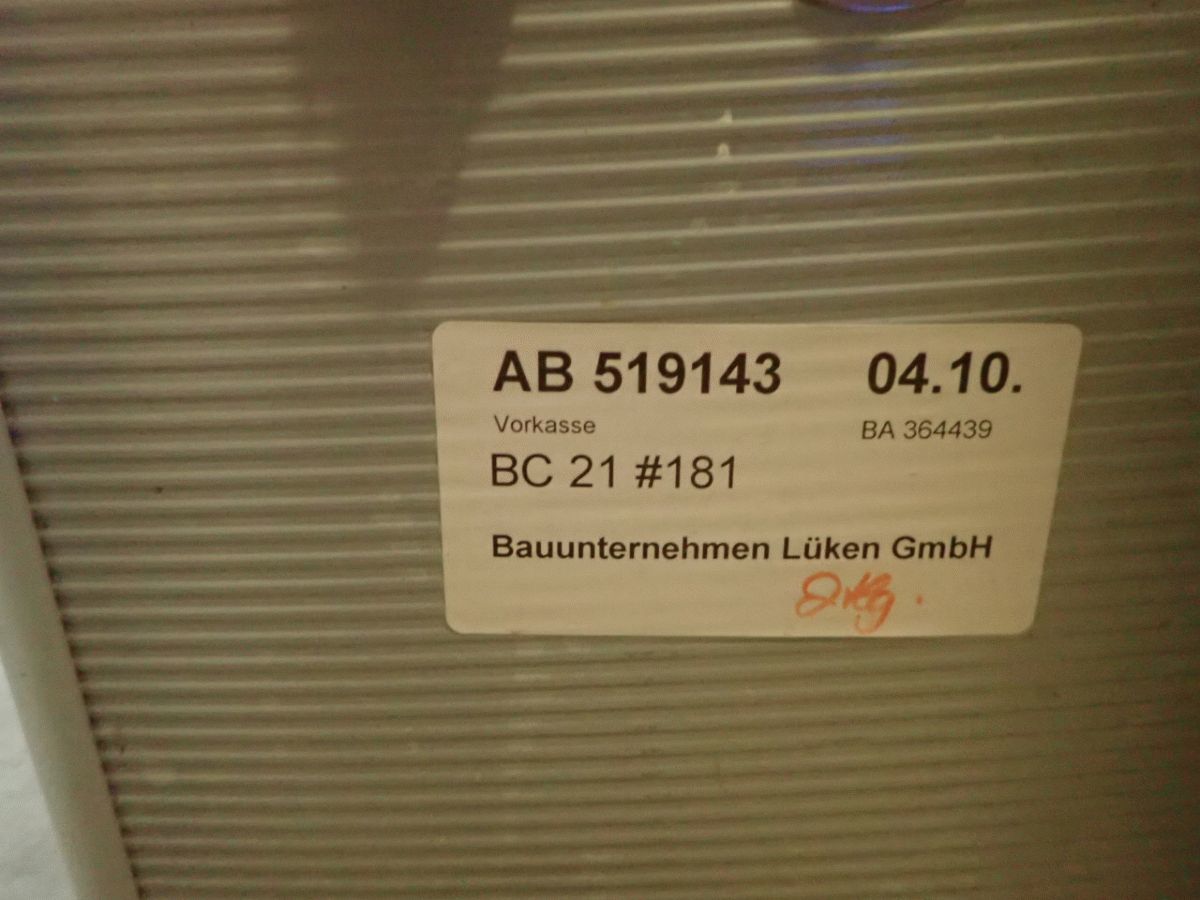 AB 519143 04.10.
Vorkasse BA 364439
BC 21 #181
Bauunternehmen Lüken GmbH